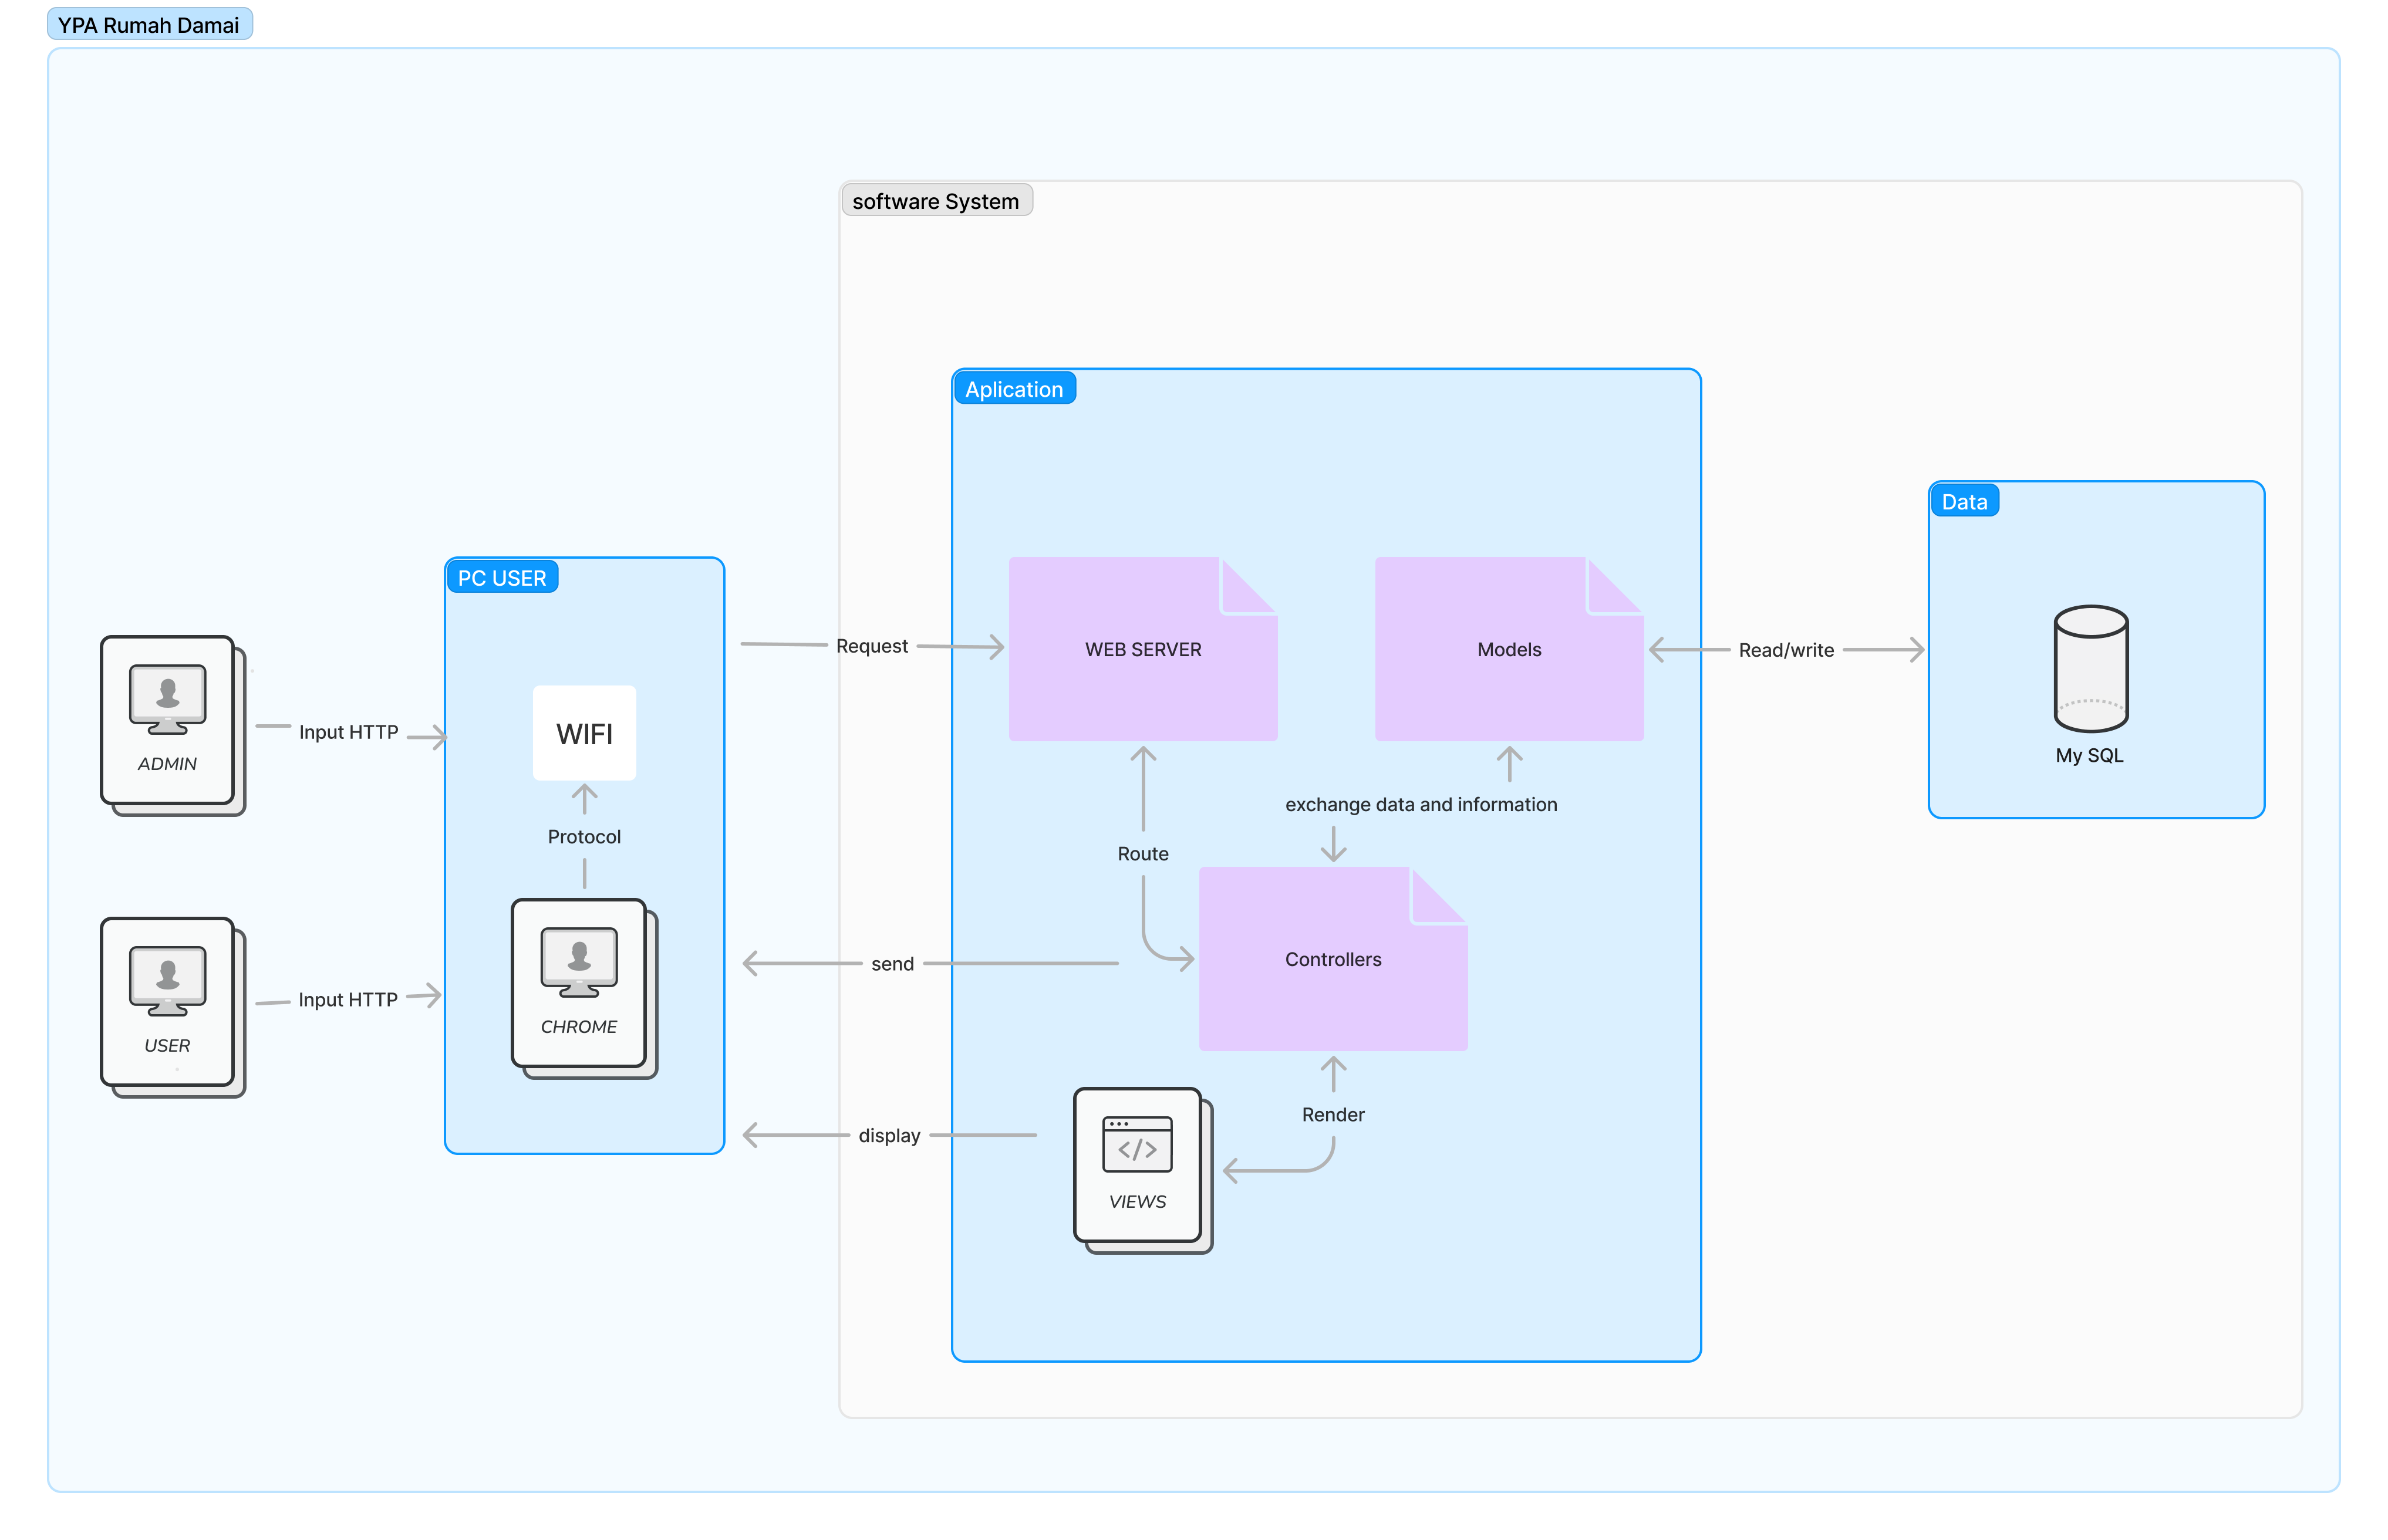 YPA Rumah Damai
software System
Aplication
Data
PC USER
WEB SERVER
Models
Request
Read/write
WIFI
Input HTTP
ADMIN
My SQL
exchange data and information
Protocol
Route
Controllers
send
Input HTTP
CHROME
USER
Render
display
VIEWS